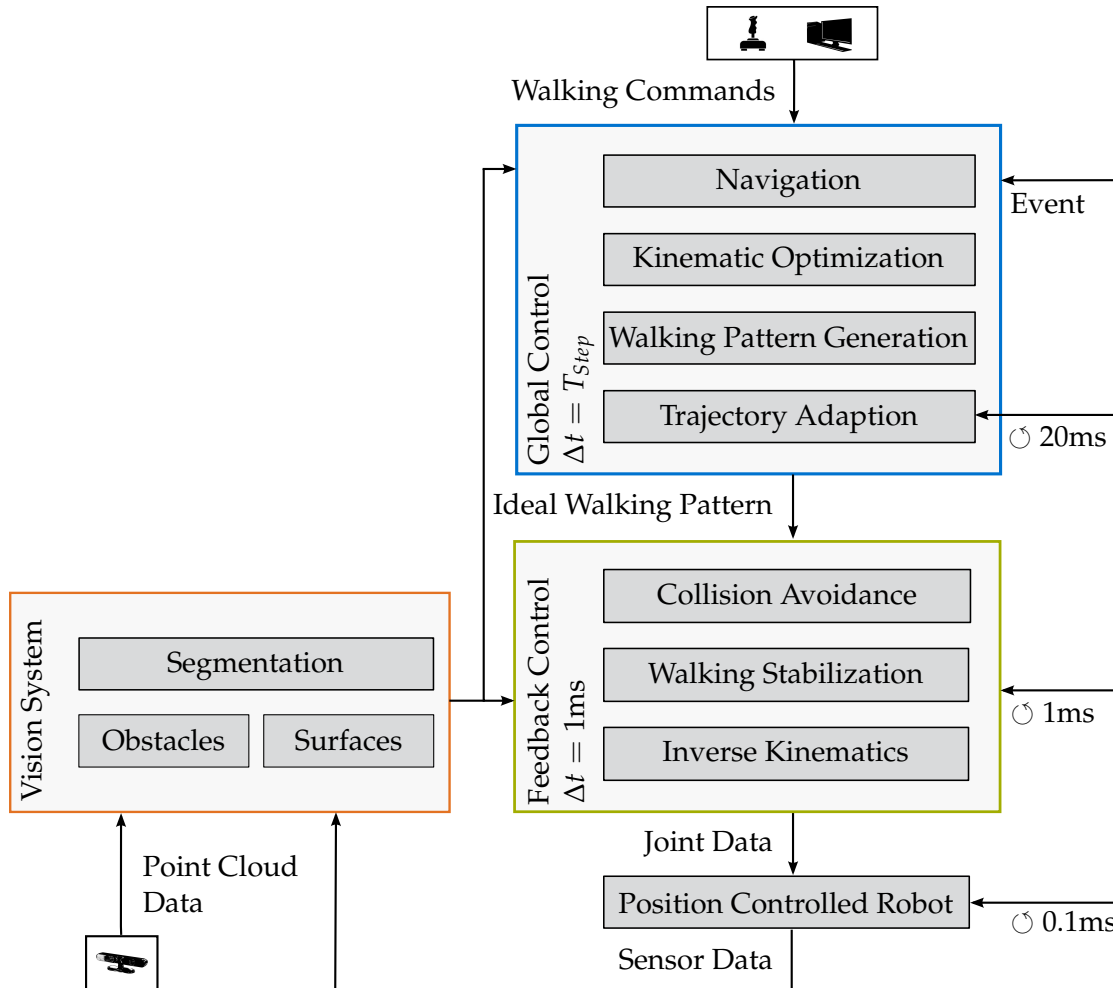 Walking Commands
Navigation
Event
Kinematic Optimization
Walking Pattern Generation
Trajectory Adaption
Global Control
Δt = T_Step
↺ 20ms
Ideal Walking Pattern
Collision Avoidance
Walking Stabilization
Inverse Kinematics
Feedback Control
Δt = 1ms
↺ 1ms
Segmentation
Obstacles
Surfaces
Vision System
Joint Data
Point Cloud
Data
Position Controlled Robot
↺ 0.1ms
Sensor Data